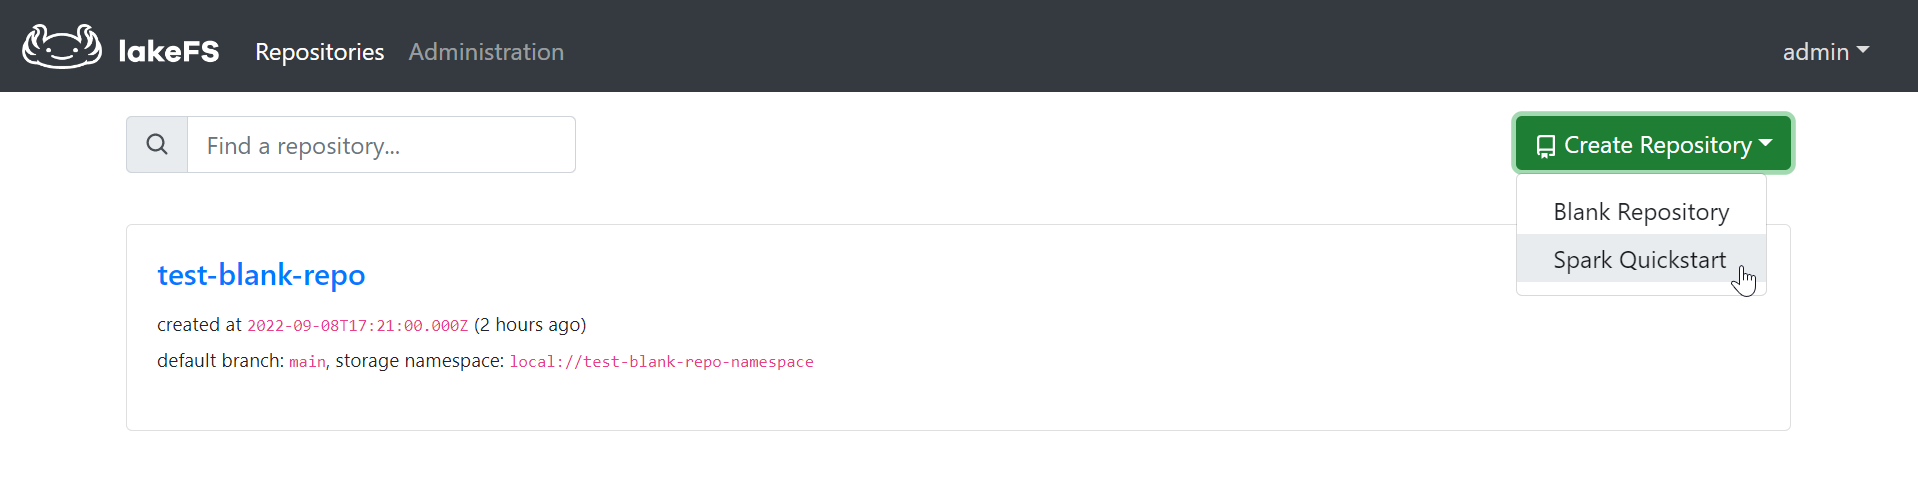 lakeFS Repositories Administration admin
Find a repository... Create Repository
Blank Repository
Spark Quickstart
test-blank-repo
created at 2022-09-08T17:21:00.000Z (2 hours ago)
default branch: main, storage namespace: local://test-blank-repo-namespace